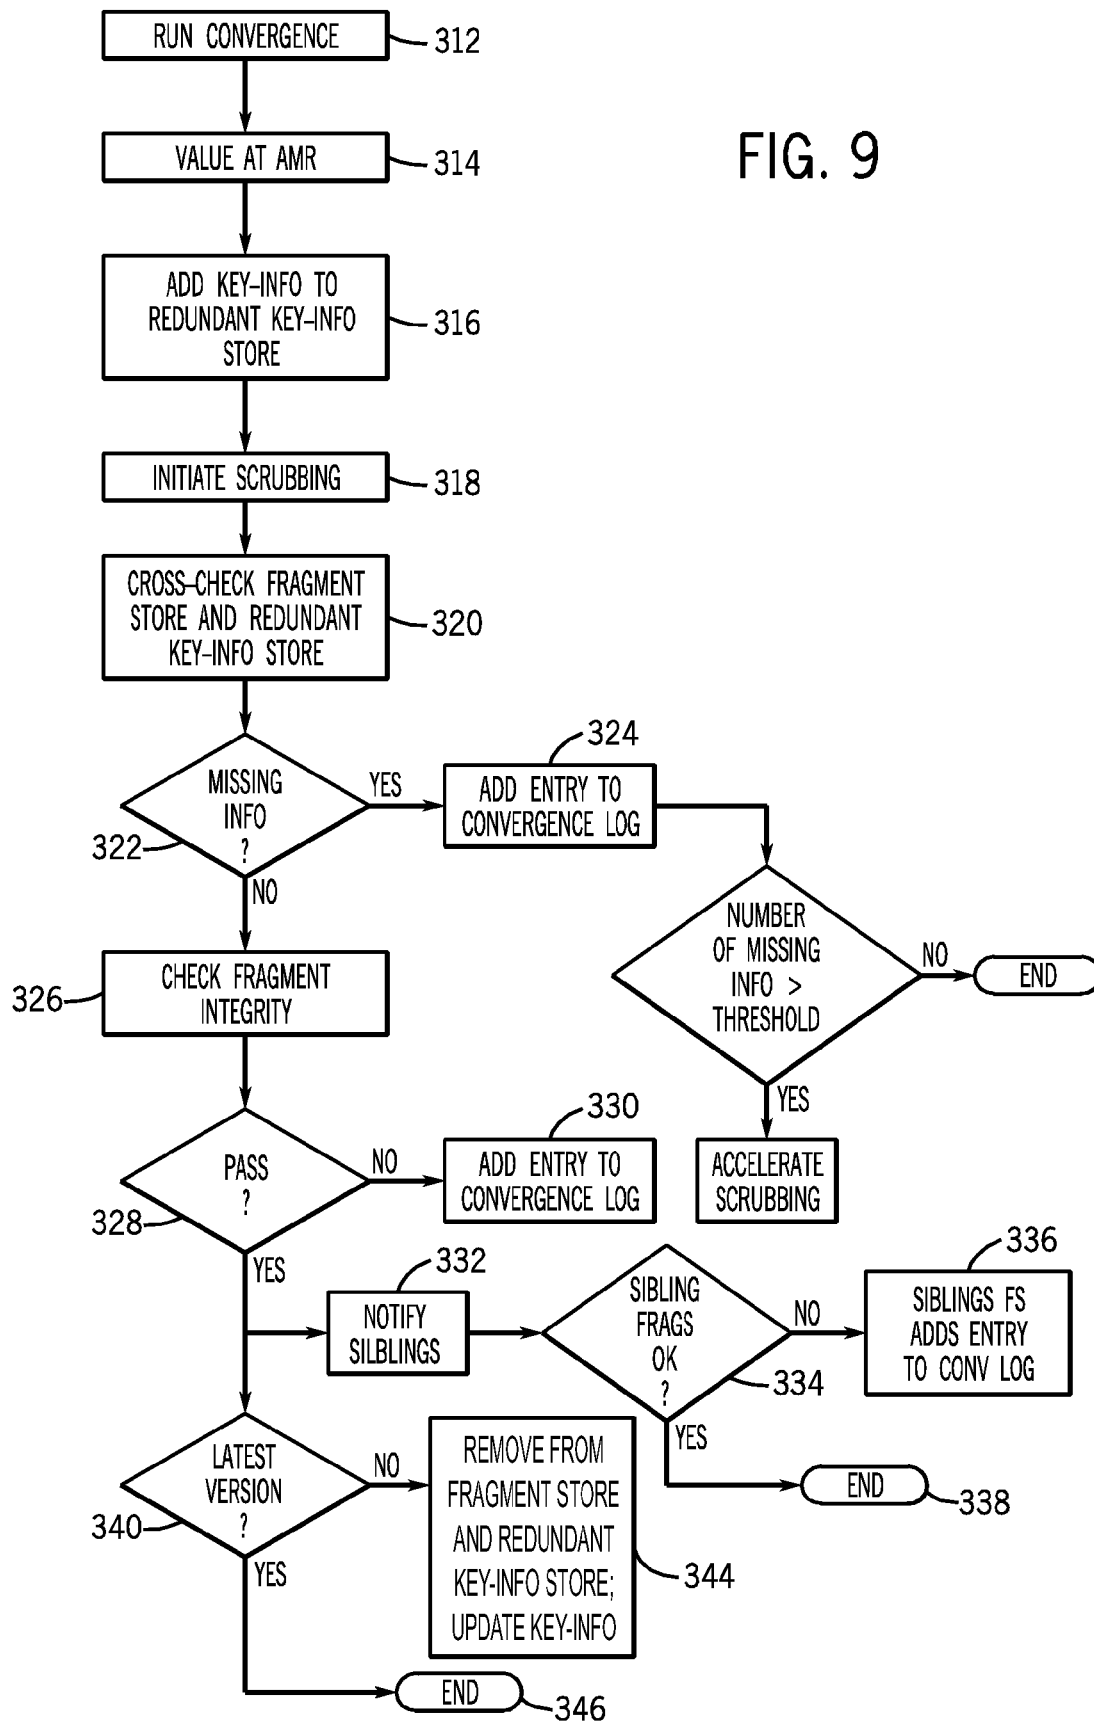 RUN CONVERGENCE
312
FIG. 9
VALUE AT AMR
314
ADD KEY–INFO TO
REDUNDANT KEY–INFO
STORE
316
INITIATE SCRUBBING
318
CROSS–CHECK FRAGMENT
STORE AND REDUNDANT
KEY–INFO STORE
320
MISSING
INFO
?
322
YES
NO
324
ADD ENTRY TO
CONVERGENCE LOG
NUMBER
OF MISSING
INFO >
THRESHOLD
NO
END
YES
ACCELERATE
SCRUBBING
CHECK FRAGMENT
INTEGRITY
326
PASS
?
328
NO
YES
330
ADD ENTRY TO
CONVERGENCE LOG
332
NOTIFY
SILBLINGS
SIBLING
FRAGS
OK
?
334
NO
YES
336
SIBLINGS FS
ADDS ENTRY
TO CONV LOG
END
338
LATEST
VERSION
?
340
NO
YES
REMOVE FROM
FRAGMENT STORE
AND REDUNDANT
KEY-INFO STORE;
UPDATE KEY-INFO
344
END
346